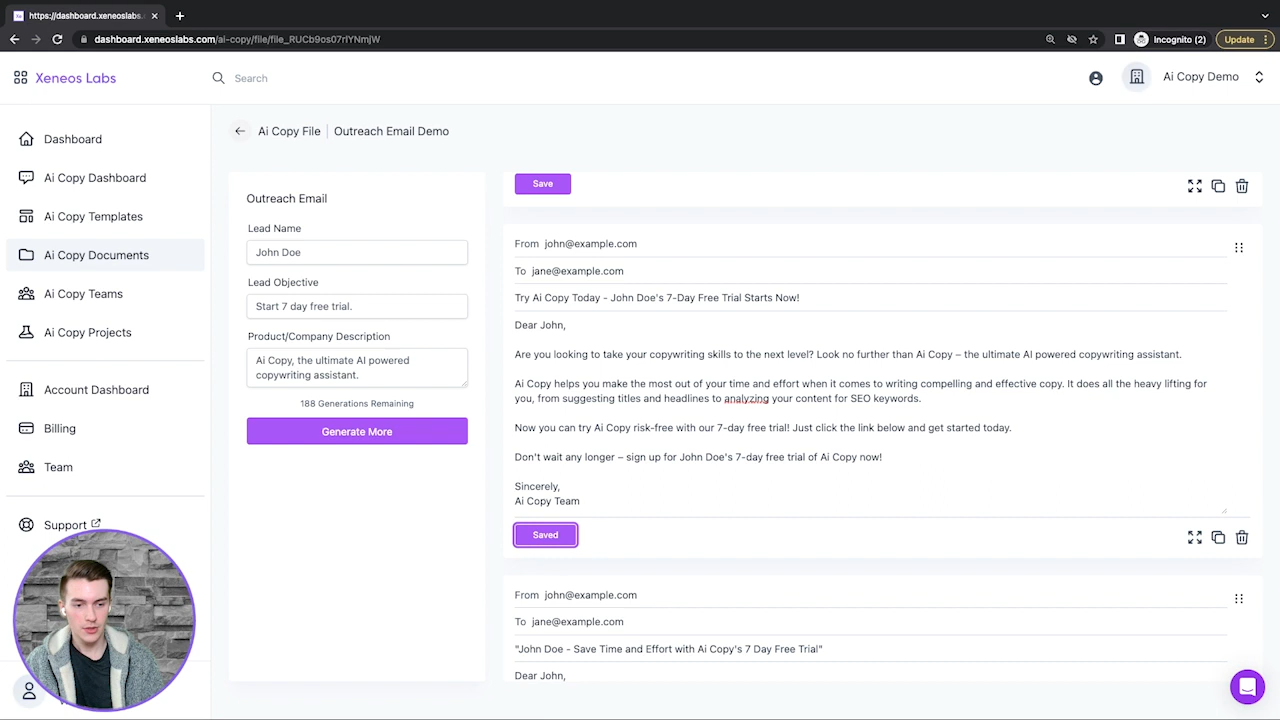 https://dashboard.xeneoslabs.
dashboard.xeneoslabs.com/ai-copy/file/file_RUCb9os07rIYNmjW
Incognito (2)
Update
Xeneos Labs
Search
Ai Copy Demo
Dashboard
Ai Copy Dashboard
Ai Copy Templates
Ai Copy Documents
Ai Copy Teams
Ai Copy Projects
Account Dashboard
Billing
Team
Support
Ai Copy File
Outreach Email Demo
Outreach Email
Lead Name
John Doe
Lead Objective
Start 7 day free trial.
Product/Company Description
Ai Copy, the ultimate AI powered
copywriting assistant.
188 Generations Remaining
Generate More
Save
From john@example.com
To jane@example.com
Try Ai Copy Today - John Doe's 7-Day Free Trial Starts Now!
Dear John,
Are you looking to take your copywriting skills to the next level? Look no further than Ai Copy – the ultimate AI powered copywriting assistant.
Ai Copy helps you make the most out of your time and effort when it comes to writing compelling and effective copy. It does all the heavy lifting for
you, from suggesting titles and headlines to analyzing your content for SEO keywords.
Now you can try Ai Copy risk-free with our 7-day free trial! Just click the link below and get started today.
Don't wait any longer – sign up for John Doe's 7-day free trial of Ai Copy now!
Sincerely,
Ai Copy Team
Saved
From john@example.com
To jane@example.com
"John Doe - Save Time and Effort with Ai Copy's 7 Day Free Trial"
Dear John,